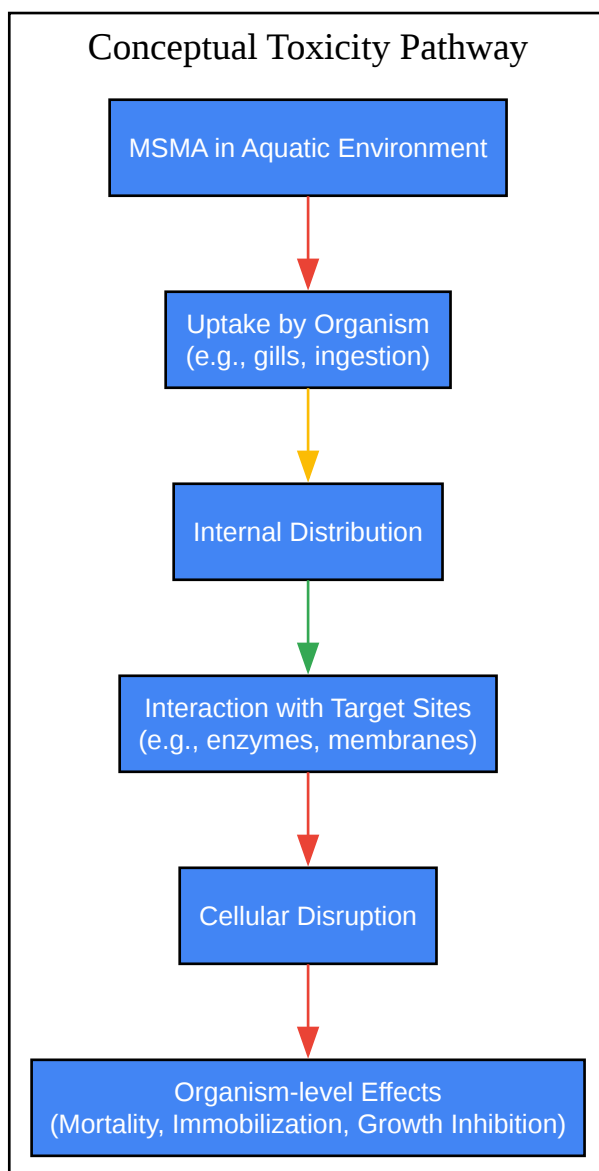 Conceptual Toxicity Pathway
MSMA in Aquatic Environment
Uptake by Organism
(e.g., gills, ingestion)
Internal Distribution
Interaction with Target Sites
(e.g., enzymes, membranes)
Cellular Disruption
Organism-level Effects
(Mortality, Immobilization, Growth Inhibition)